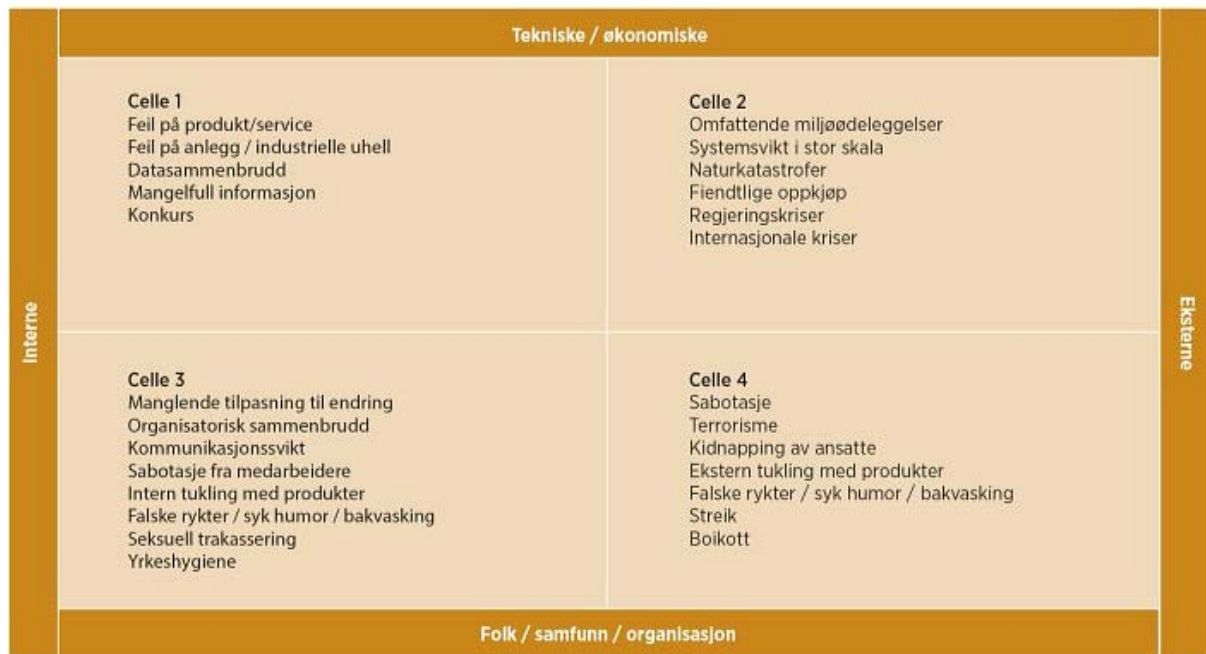 Tekniske / økonomiske
Interne
Celle 1
Feil på produkt/service
Feil på anlegg / industrielle uhell
Datasammenbrudd
Mangelfull informasjon
Konkurs
Celle 2
Omfattende miljøødeleggelser
Systemsvikt i stor skala
Naturkatastrofer
Fiendtlige oppkjøp
Regjeringskriser
Internasjonale kriser
Celle 3
Manglende tilpasning til endring
Organisatorisk sammenbrudd
Kommunikasjonssvikt
Sabotasje fra medarbeidere
Intern tukling med produkter
Falske rykter / syk humor / bakvasking
Seksuell trakassering
Yrkeshygiene
Celle 4
Sabotasje
Terrorisme
Kidnapping av ansatte
Ekstern tukling med produkter
Falske rykter / syk humor / bakvasking
Streik
Boikott
Eksterne
Folk / samfunn / organisasjon